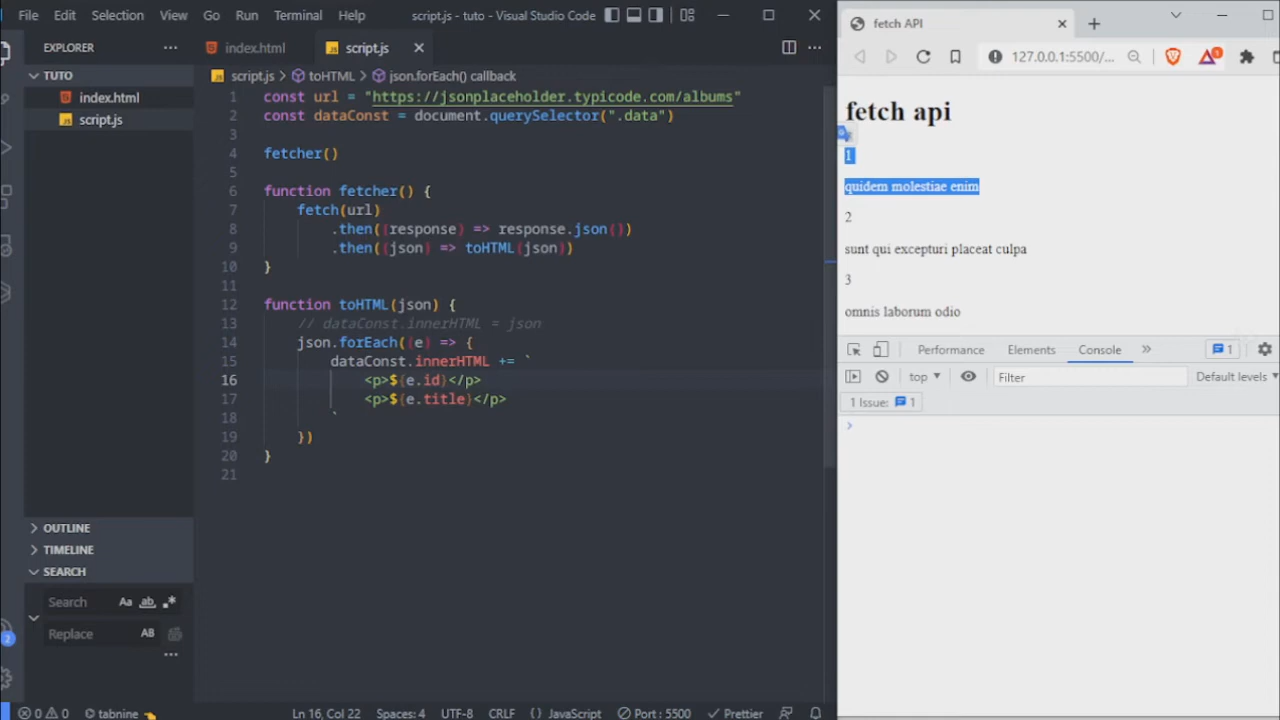 File Edit Selection View Go Run Terminal Help script.js - tuto - Visual Studio Code
EXPLORER
TUTO
index.html
script.js
OUTLINE
TIMELINE
SEARCH
Search Aa ab
Replace AB
index.html script.js
script.js > toHTML > json.forEach() callback
1 const url = "https://jsonplaceholder.typicode.com/albums"
2 const dataConst = document.querySelector(".data")
3
4 fetcher()
5
6 function fetcher() {
7 fetch(url)
8 .then((response) => response.json())
9 .then((json) => toHTML(json))
10 }
11
12 function toHTML(json) {
13 // dataConst.innerHTML = json
14 json.forEach((e) => {
15 dataConst.innerHTML += `
16 <p>${e.id}</p>
17 <p>${e.title}</p>
18 `
19 })
20 }
21
2
0 0 tabnine Ln 16, Col 22 Spaces: 4 UTF-8 CRLF {} JavaScript Port : 5500 Prettier
fetch API
127.0.0.1:5500/... 1
fetch api
1
quidem molestiae enim
2
sunt qui excepturi placeat culpa
3
omnis laborum odio
Performance Elements Console » 1
top Filter Default levels
1 Issue: 1
>